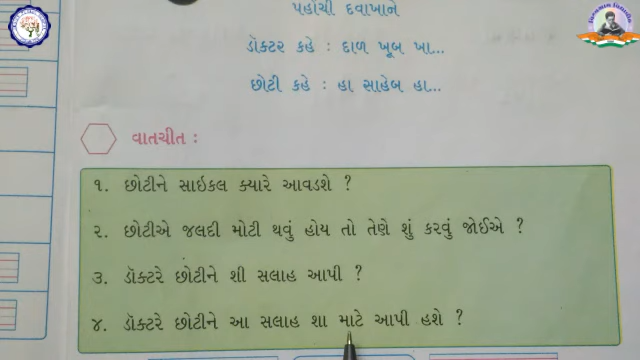 પહોંચી દવાખાને
ડૉક્ટર કહે : દાળ ખૂબ ખા...
છોટી કહે : હા સાહેબ હા...
વાતચીત :
૧. છોટીને સાઇકલ ક્યારે આવડશે ?
૨. છોટીએ જલદી મોટી થવું હોય તો તેણે શું કરવું જોઈએ ?
૩. ડૉક્ટરે છોટીને શી સલાહ આપી ?
૪. ડૉક્ટરે છોટીને આ સલાહ શા માટે આપી હશે ?